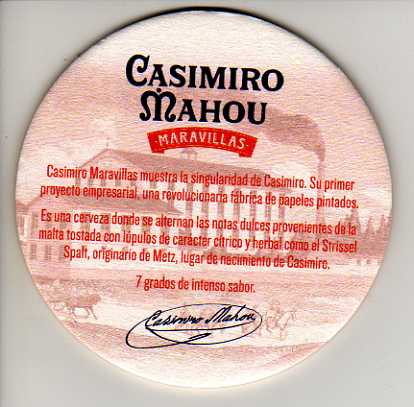 CASIMIRO
MAHOU
MARAVILLAS
Casimiro Maravillas muestra la singularidad de Casimiro. Su primer
proyecto empresarial, una revolucionaria fábrica de papeles pintados.
Es una cerveza donde se alternan las notas dulces provenientes de la
malta tostada con lúpulos de carácter cítrico y herbal como el Strissel
Spalt, originario de Metz, lugar de nacimiento de Casimiro.
7 grados de intenso sabor.
Casimiro Mahou